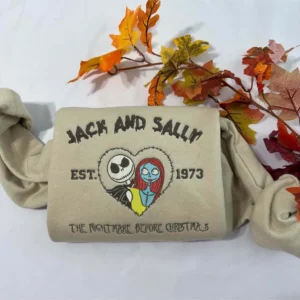 JACK AND SALLY
EST. 1973
THE NIGHTMARE BEFORE CHRISTMAS